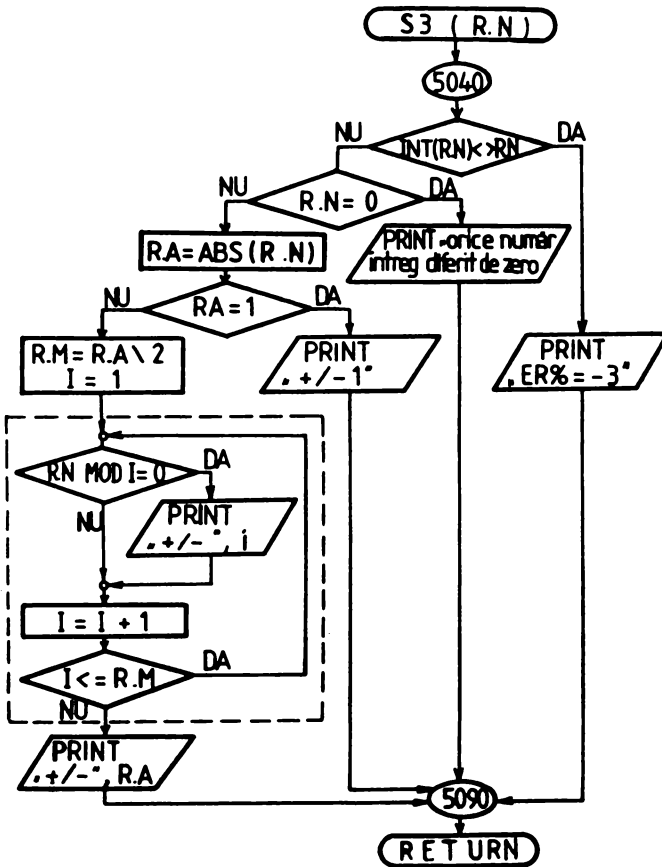 S3 ( R.N )
5040
NU
INT(R.N)< >RN
DA
NU
R.N = 0
DA
R.A=ABS(R.N)
PRINT „orice număr
întreg diferit de zero
NU
RA = 1
DA
R.M = R.A \ 2
I = 1
PRINT
„ + / - 1"
PRINT
„ER% = -3"
RN MOD I = 0
DA
NU
PRINT
„ +/- ", i
I = I + 1
I < = R.M
DA
NU
PRINT
„ +/- ", R.A
5090
RETURN